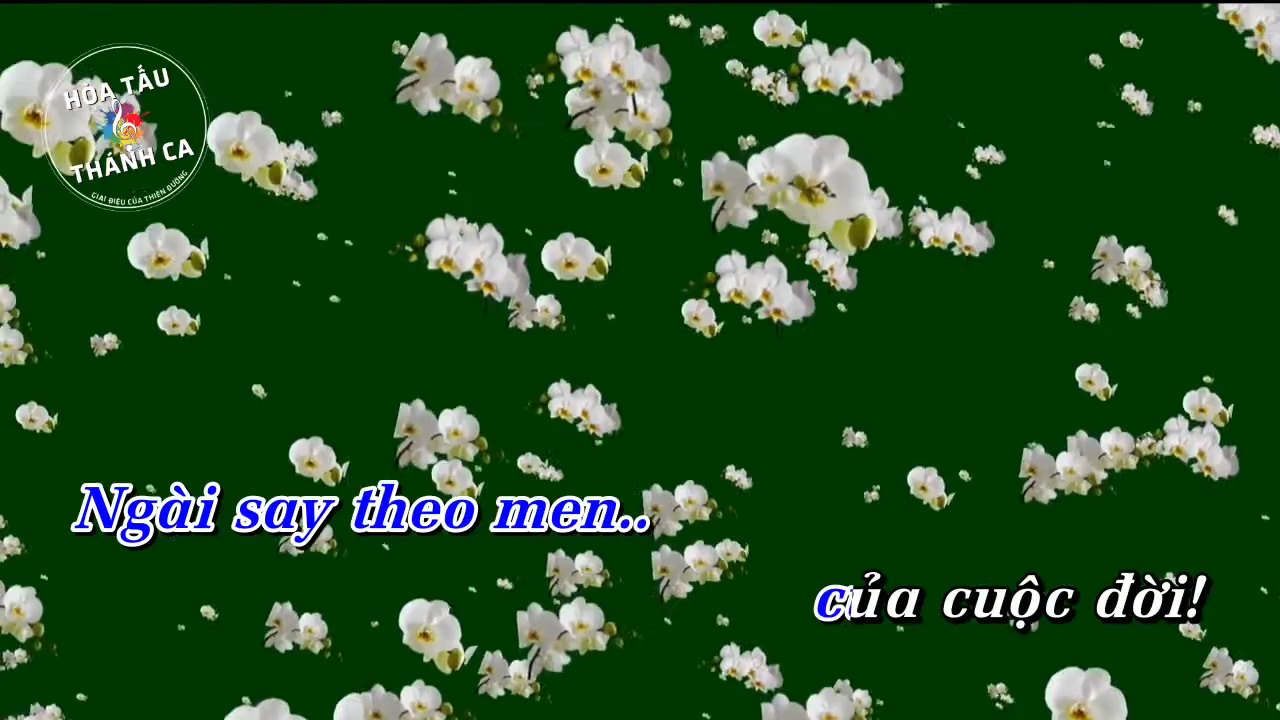 HÒA TẤU
THÁNH CA
GIAI ĐIỆU CỦA THIÊN ĐƯỜNG
Ngài say theo men..
của cuộc đời!